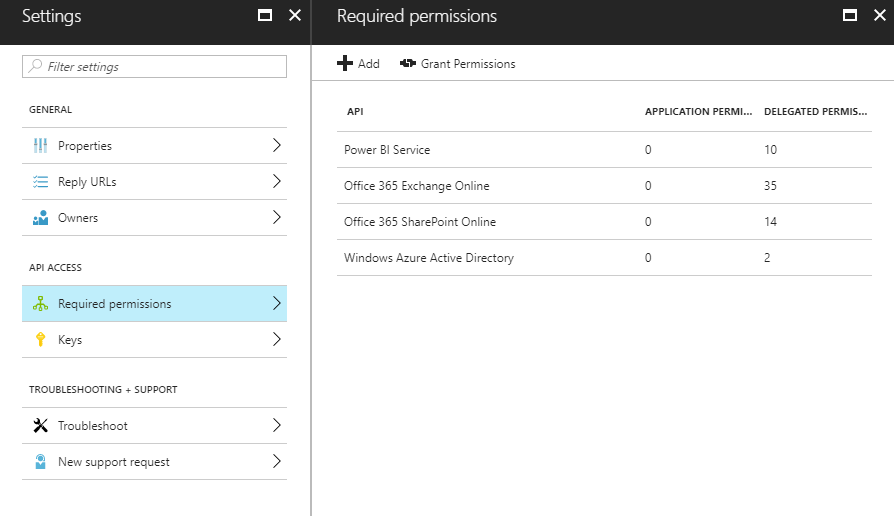 Settings
Filter settings
GENERAL
Properties
Reply URLs
Owners
API ACCESS
Required permissions
Keys
TROUBLESHOOTING + SUPPORT
Troubleshoot
New support request
Required permissions
Add Grant Permissions
API APPLICATION PERMI... DELEGATED PERMIS...
Power BI Service 0 10
Office 365 Exchange Online 0 35
Office 365 SharePoint Online 0 14
Windows Azure Active Directory 0 2